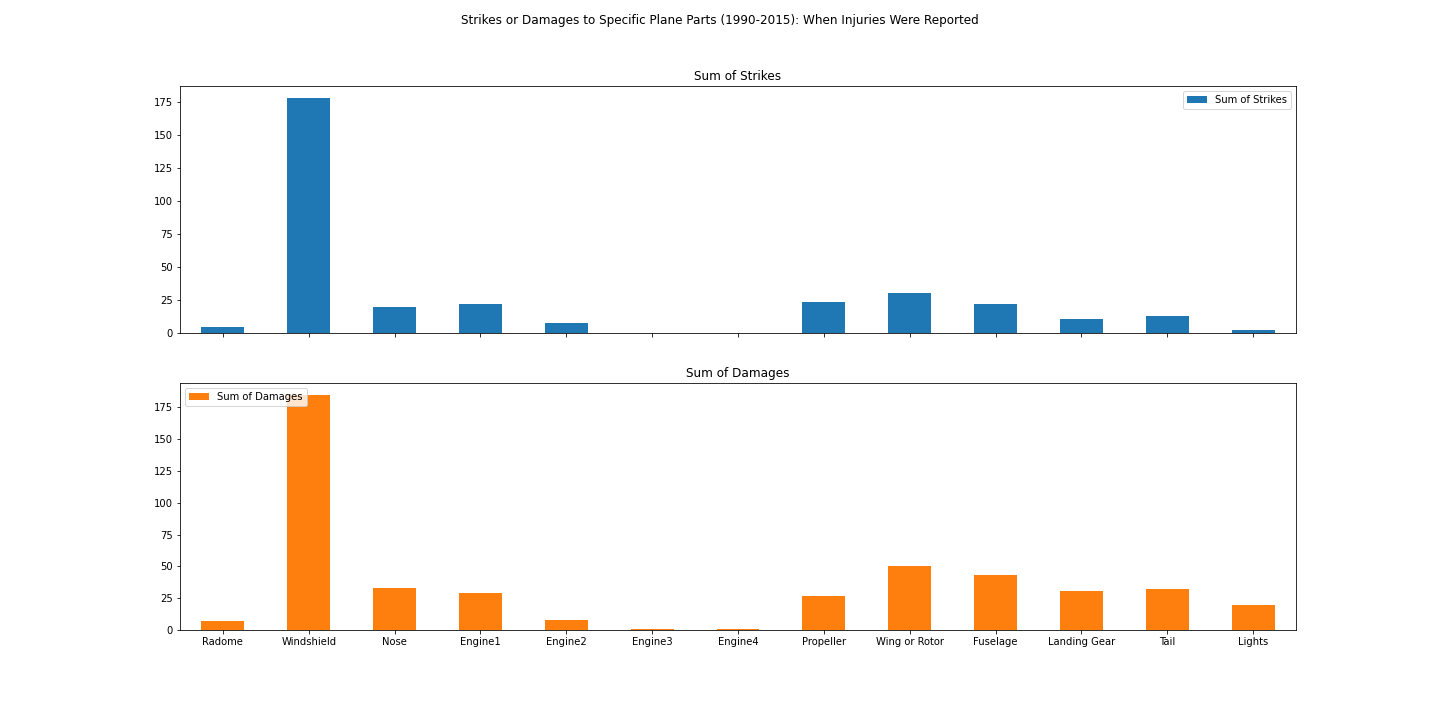 Strikes or Damages to Specific Plane Parts (1990-2015): When Injuries Were Reported
Sum of Strikes
Sum of Strikes
175
150
125
100
75
50
25
0
Sum of Damages
Sum of Damages
175
150
125
100
75
50
25
0
Radome Windshield Nose Engine1 Engine2 Engine3 Engine4 Propeller Wing or Rotor Fuselage Landing Gear Tail Lights